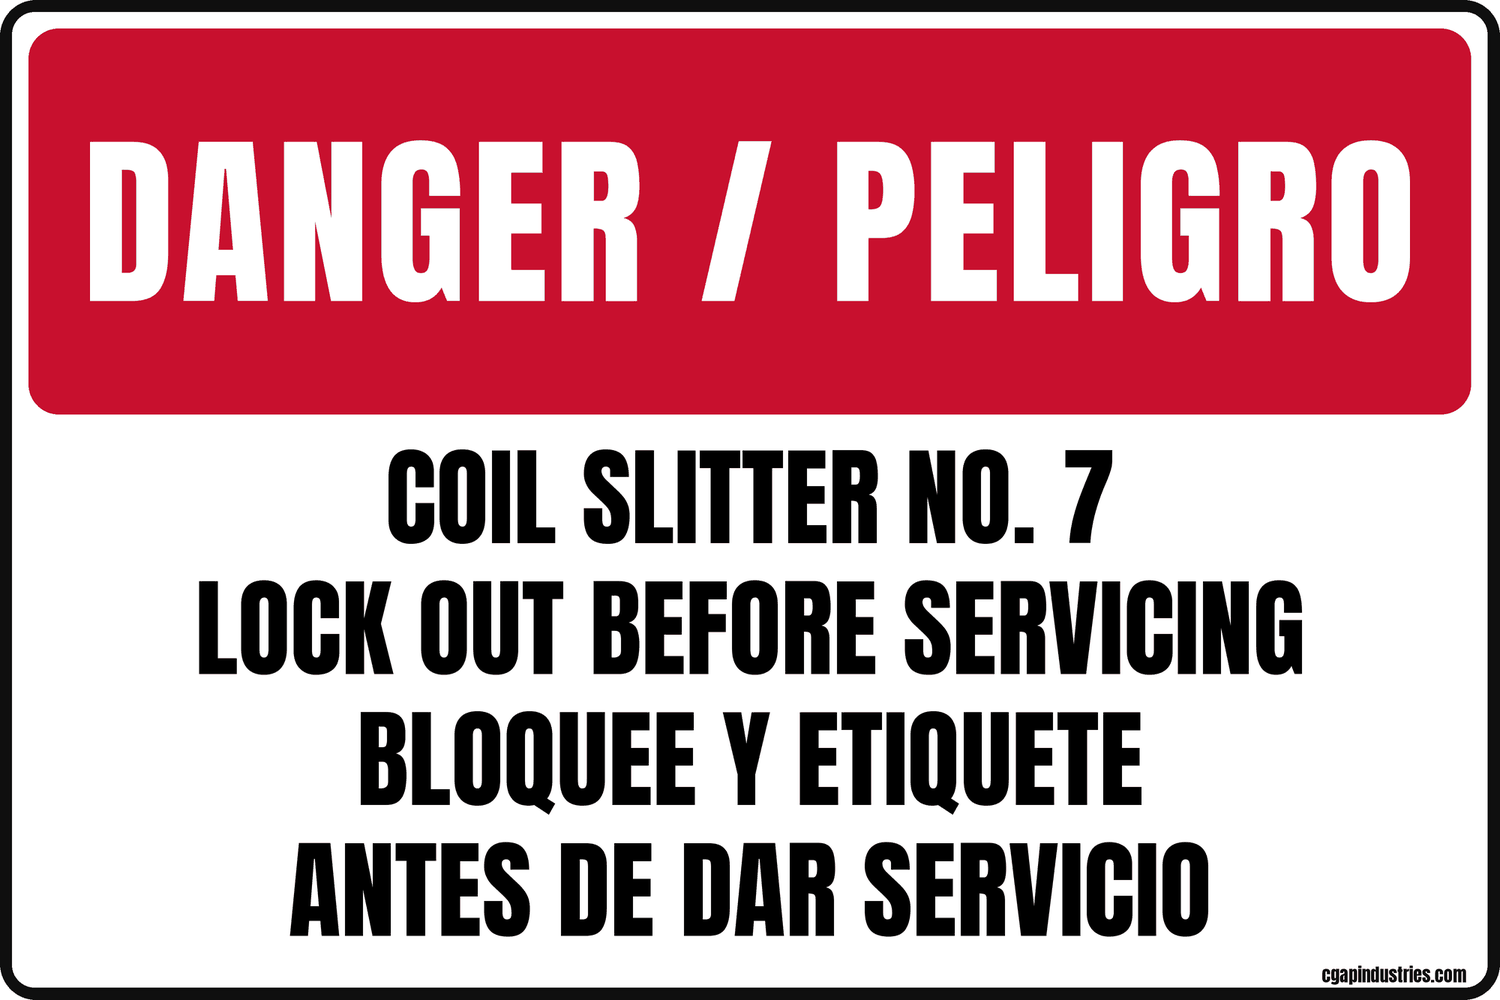 DANGER / PELIGRO
COIL SLITTER NO. 7
LOCK OUT BEFORE SERVICING
BLOQUEE Y ETIQUETE
ANTES DE DAR SERVICIO
cgapindustries.com